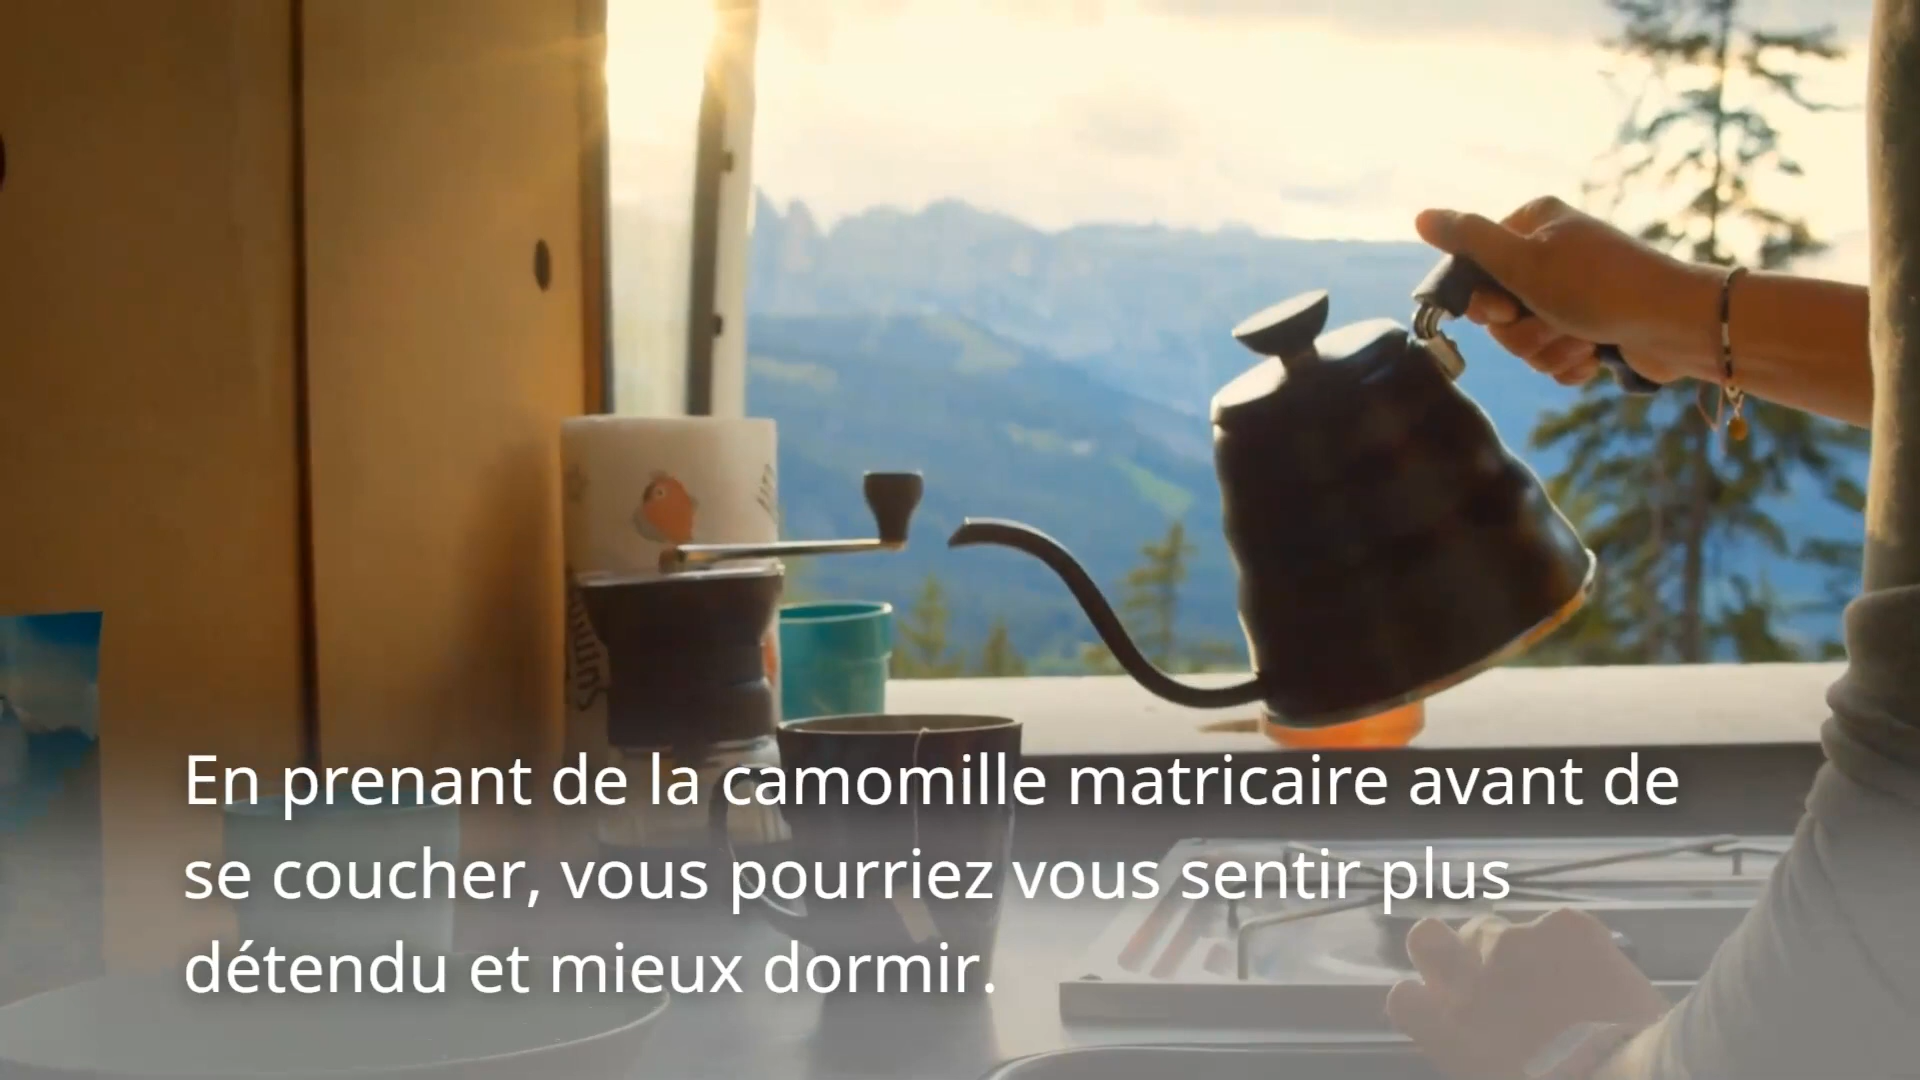 En prenant de la camomille matricaire avant de
se coucher, vous pourriez vous sentir plus
détendu et mieux dormir.